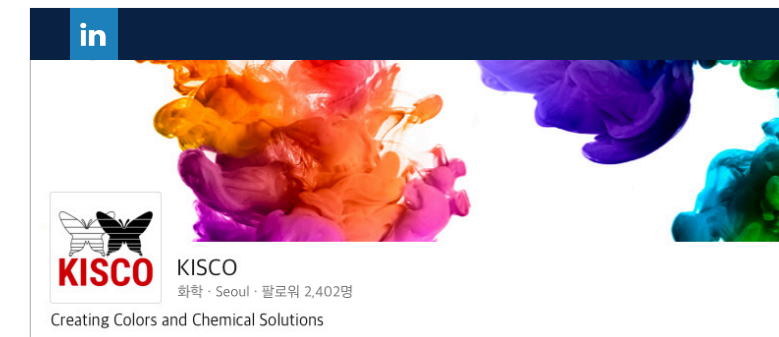 in
KISCO
KISCO
화학 · Seoul · 팔로워 2,402명
Creating Colors and Chemical Solutions